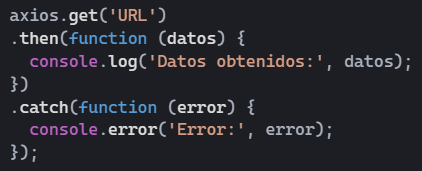 axios.get('URL')
.then(function (datos) {
  console.log('Datos obtenidos:', datos);
})
.catch(function (error) {
  console.error('Error:', error);
});